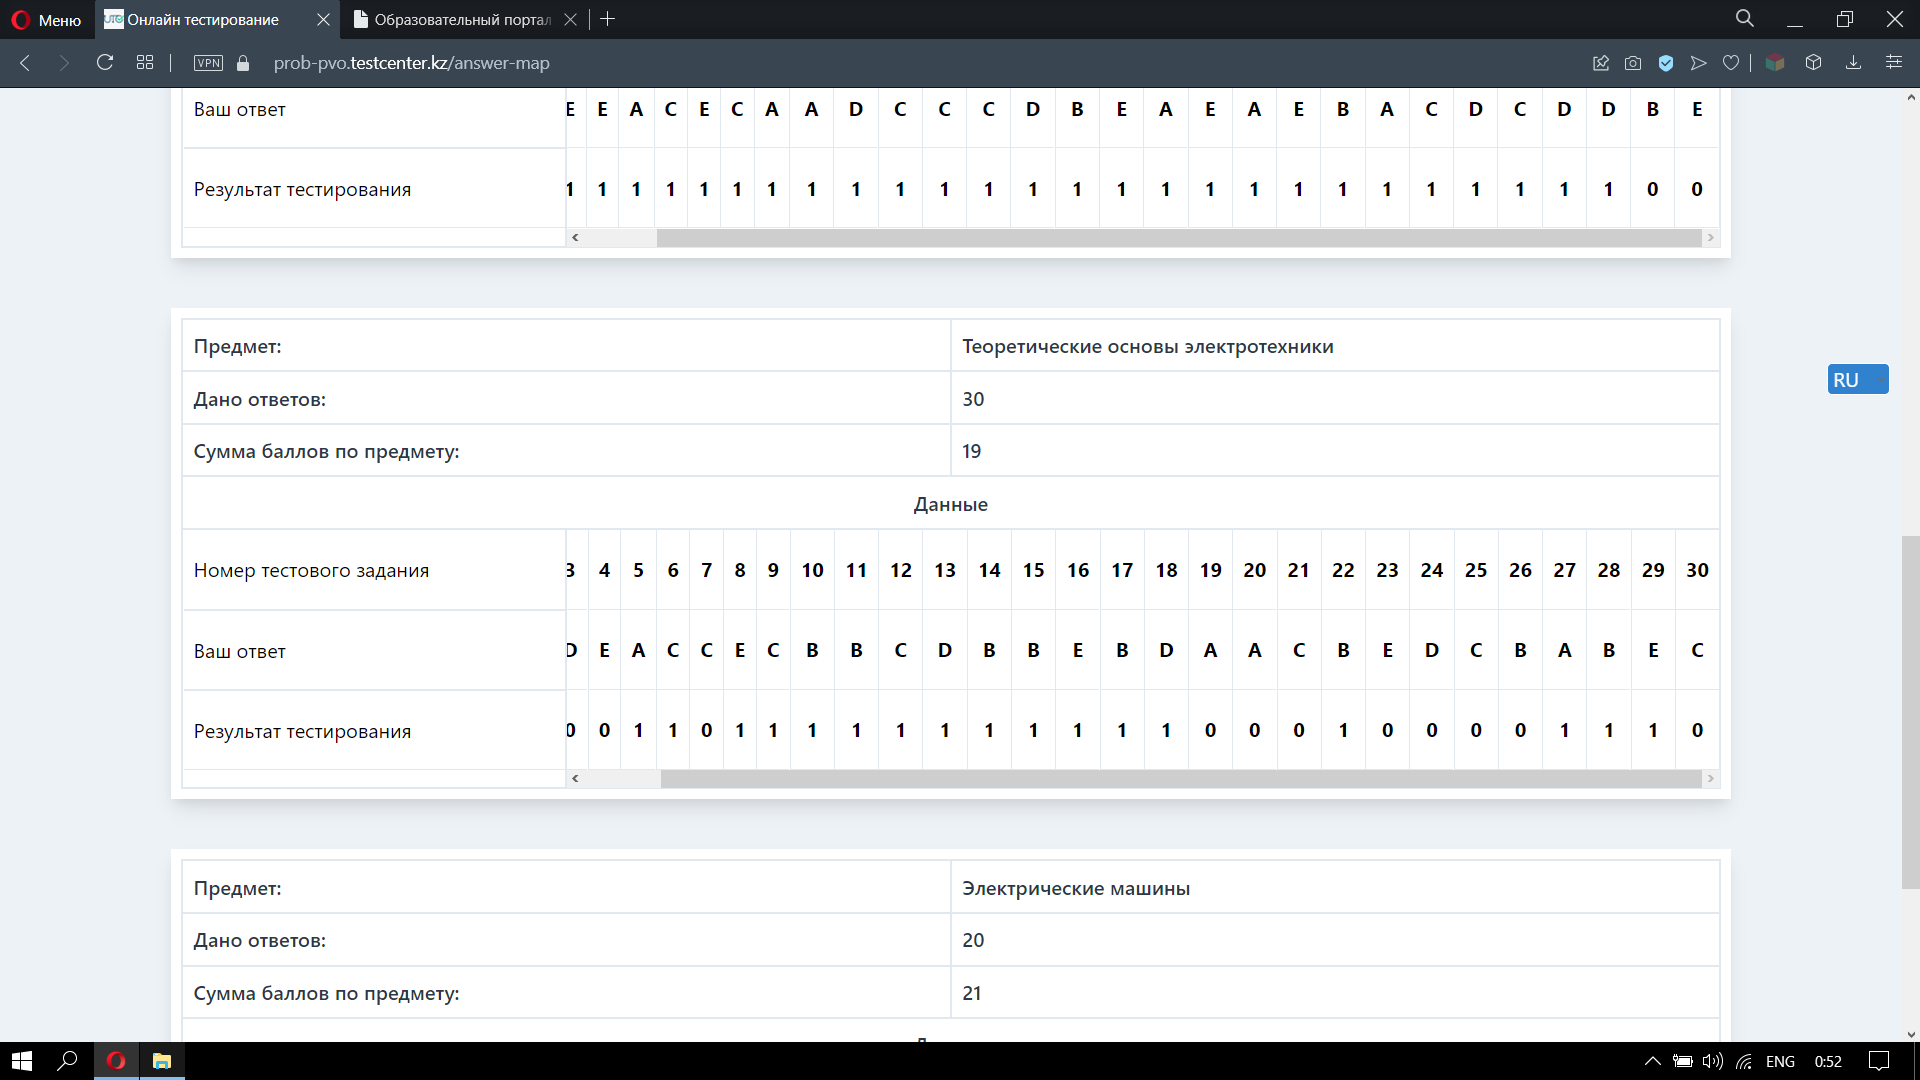 Меню Онлайн тестирование Образовательный портал
VPN prob-pvo.testcenter.kz/answer-map
Ваш ответ E E A C E C A A D C C C D B E A E A E B A C D C D D B E
Результат тестирования 1 1 1 1 1 1 1 1 1 1 1 1 1 1 1 1 1 1 1 1 1 1 1 1 1 1 0 0
Предмет: Теоретические основы электротехники
RU
Дано ответов: 30
Сумма баллов по предмету: 19
Данные
Номер тестового задания 3 4 5 6 7 8 9 10 11 12 13 14 15 16 17 18 19 20 21 22 23 24 25 26 27 28 29 30
Ваш ответ D E A C C E C B B C D B B E B D A A C B E D C B A B E C
Результат тестирования 0 0 1 1 0 1 1 1 1 1 1 1 1 1 1 1 0 0 0 1 0 0 0 0 1 1 1 0
Предмет: Электрические машины
Дано ответов: 20
Сумма баллов по предмету: 21
ENG 0:52